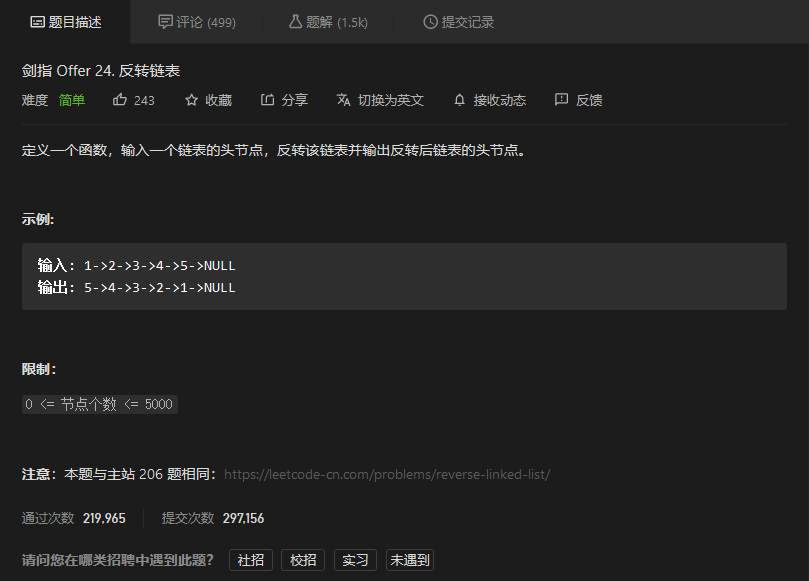 题目描述 评论 (499) 题解 (1.5k) 提交记录
剑指 Offer 24. 反转链表
难度 简单 243 收藏 分享 切换为英文 接收动态 反馈
定义一个函数，输入一个链表的头节点，反转该链表并输出反转后链表的头节点。
示例:
输入: 1->2->3->4->5->NULL
输出: 5->4->3->2->1->NULL
限制：
0 <= 节点个数 <= 5000
注意：本题与主站 206 题相同：https://leetcode-cn.com/problems/reverse-linked-list/
通过次数 219,965 提交次数 297,156
请问您在哪类招聘中遇到此题？ 社招 校招 实习 未遇到